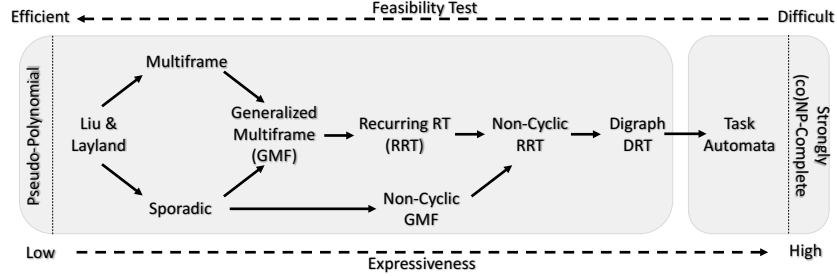 Feasibility Test
Efficient
Difficult
Pseudo-Polynomial
Multiframe
Liu &
Layland
Generalized
Multiframe
(GMF)
Recurring RT
(RRT)
Non-Cyclic
RRT
Digraph
DRT
Task
Automata
Strongly
(co)NP-Complete
Sporadic
Non-Cyclic
GMF
Low
High
Expressiveness